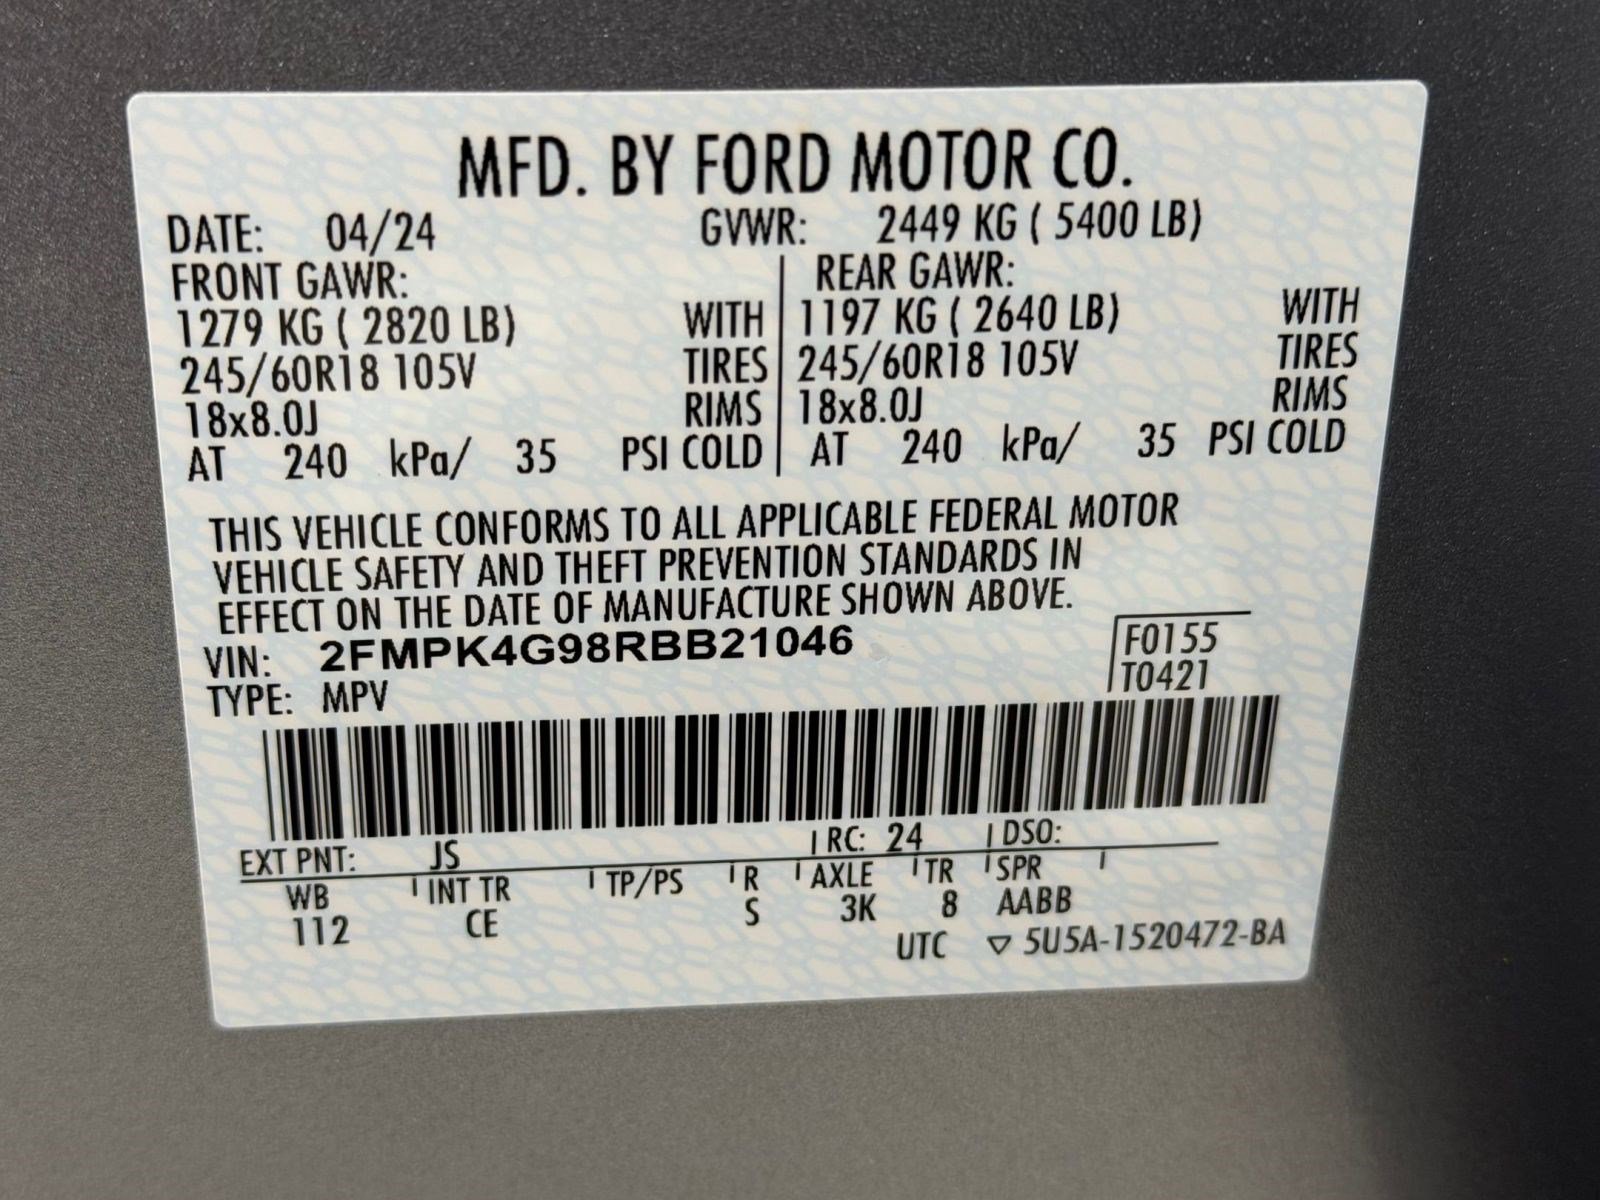 MFD. BY FORD MOTOR CO.
DATE: 04/24 GVWR: 2449 KG ( 5400 LB)
FRONT GAWR: REAR GAWR:
1279 KG ( 2820 LB) WITH 1197 KG ( 2640 LB) WITH
245/60R18 105V TIRES 245/60R18 105V TIRES
18x8.0J RIMS 18x8.0J RIMS
AT 240 kPa/ 35 PSI COLD AT 240 kPa/ 35 PSI COLD
THIS VEHICLE CONFORMS TO ALL APPLICABLE FEDERAL MOTOR
VEHICLE SAFETY AND THEFT PREVENTION STANDARDS IN
EFFECT ON THE DATE OF MANUFACTURE SHOWN ABOVE.
VIN: 2FMPK4G98RBB21046 F0155
TYPE: MPV T0421
EXT PNT: JS RC: 24 DSO:
WB INT TR TP/PS R AXLE TR SPR
112 CE S 3K 8 AABB
UTC ▽ 5U5A-1520472-BA